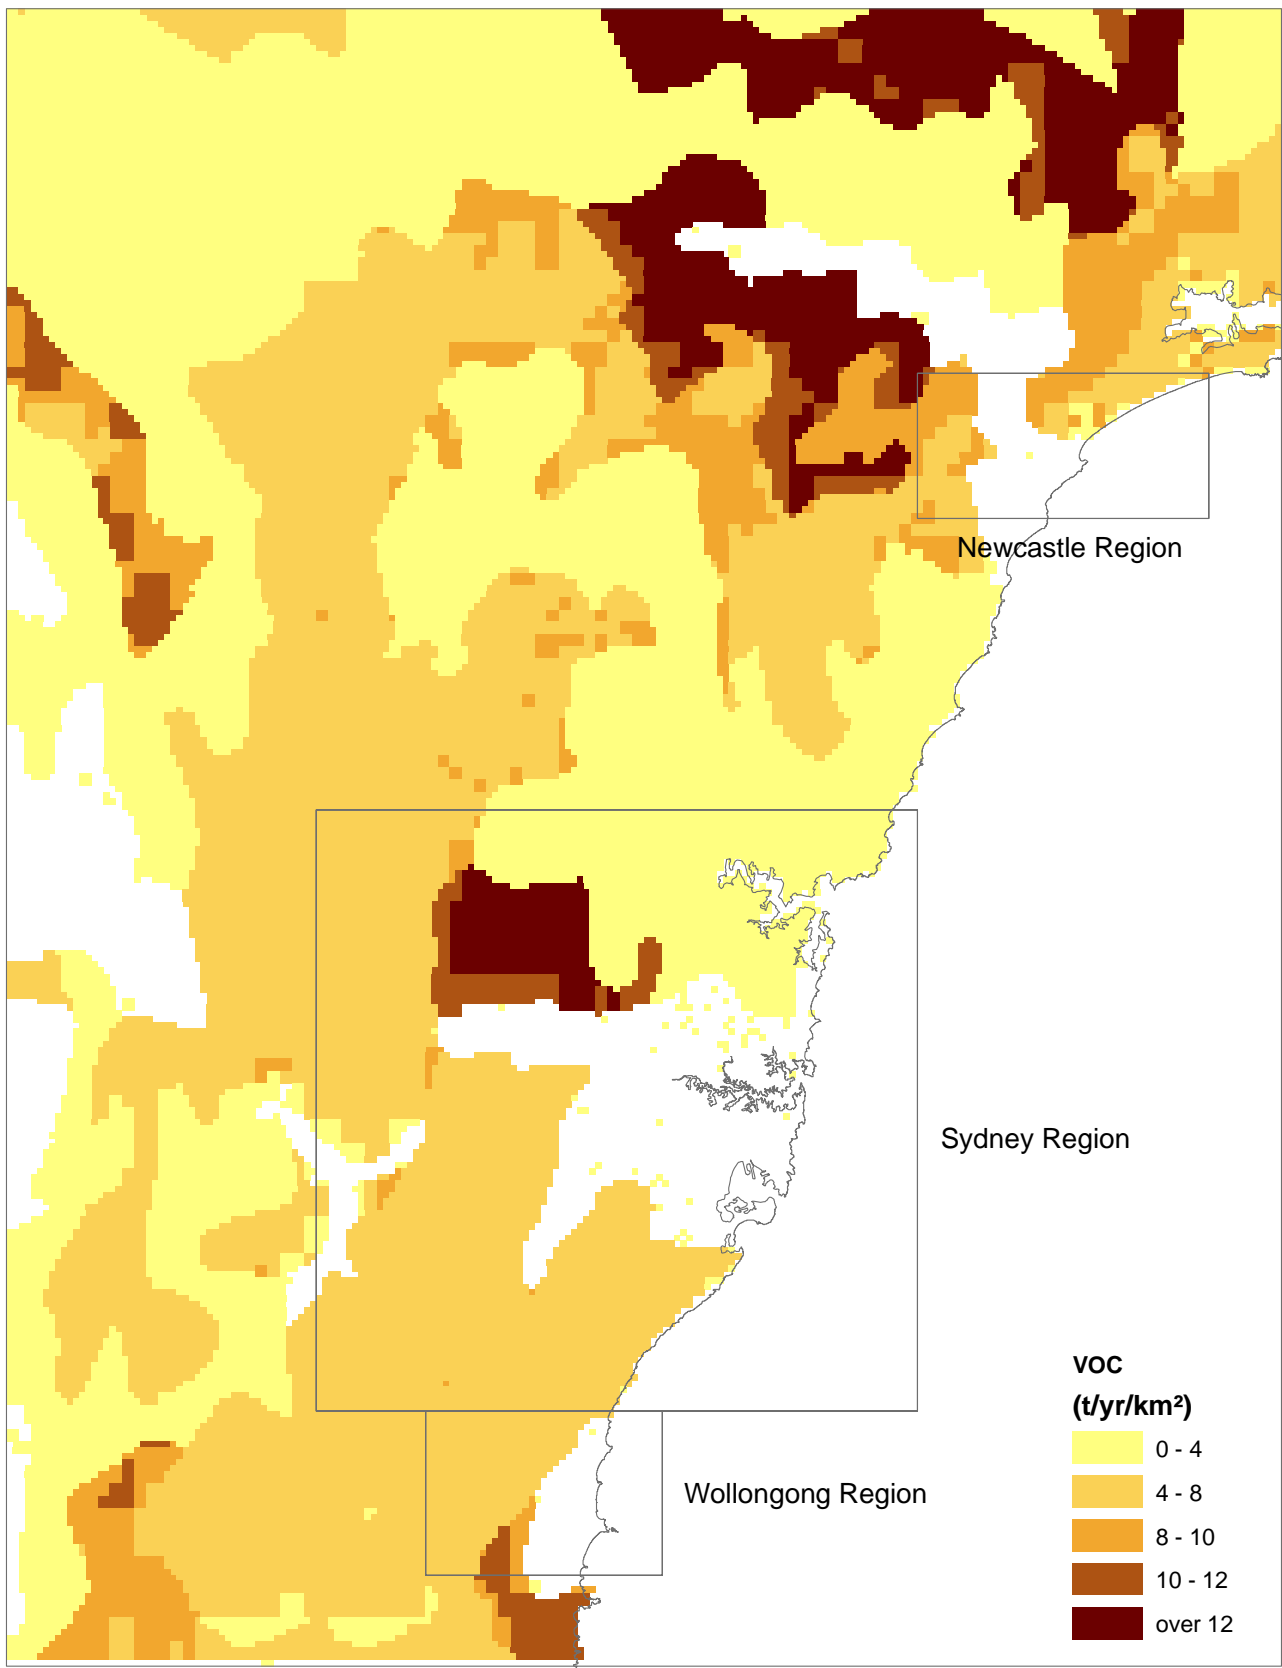 Newcastle Region
Sydney Region
Wollongong Region
VOC
(t/yr/km²)
0 - 4
4 - 8
8 - 10
10 - 12
over 12